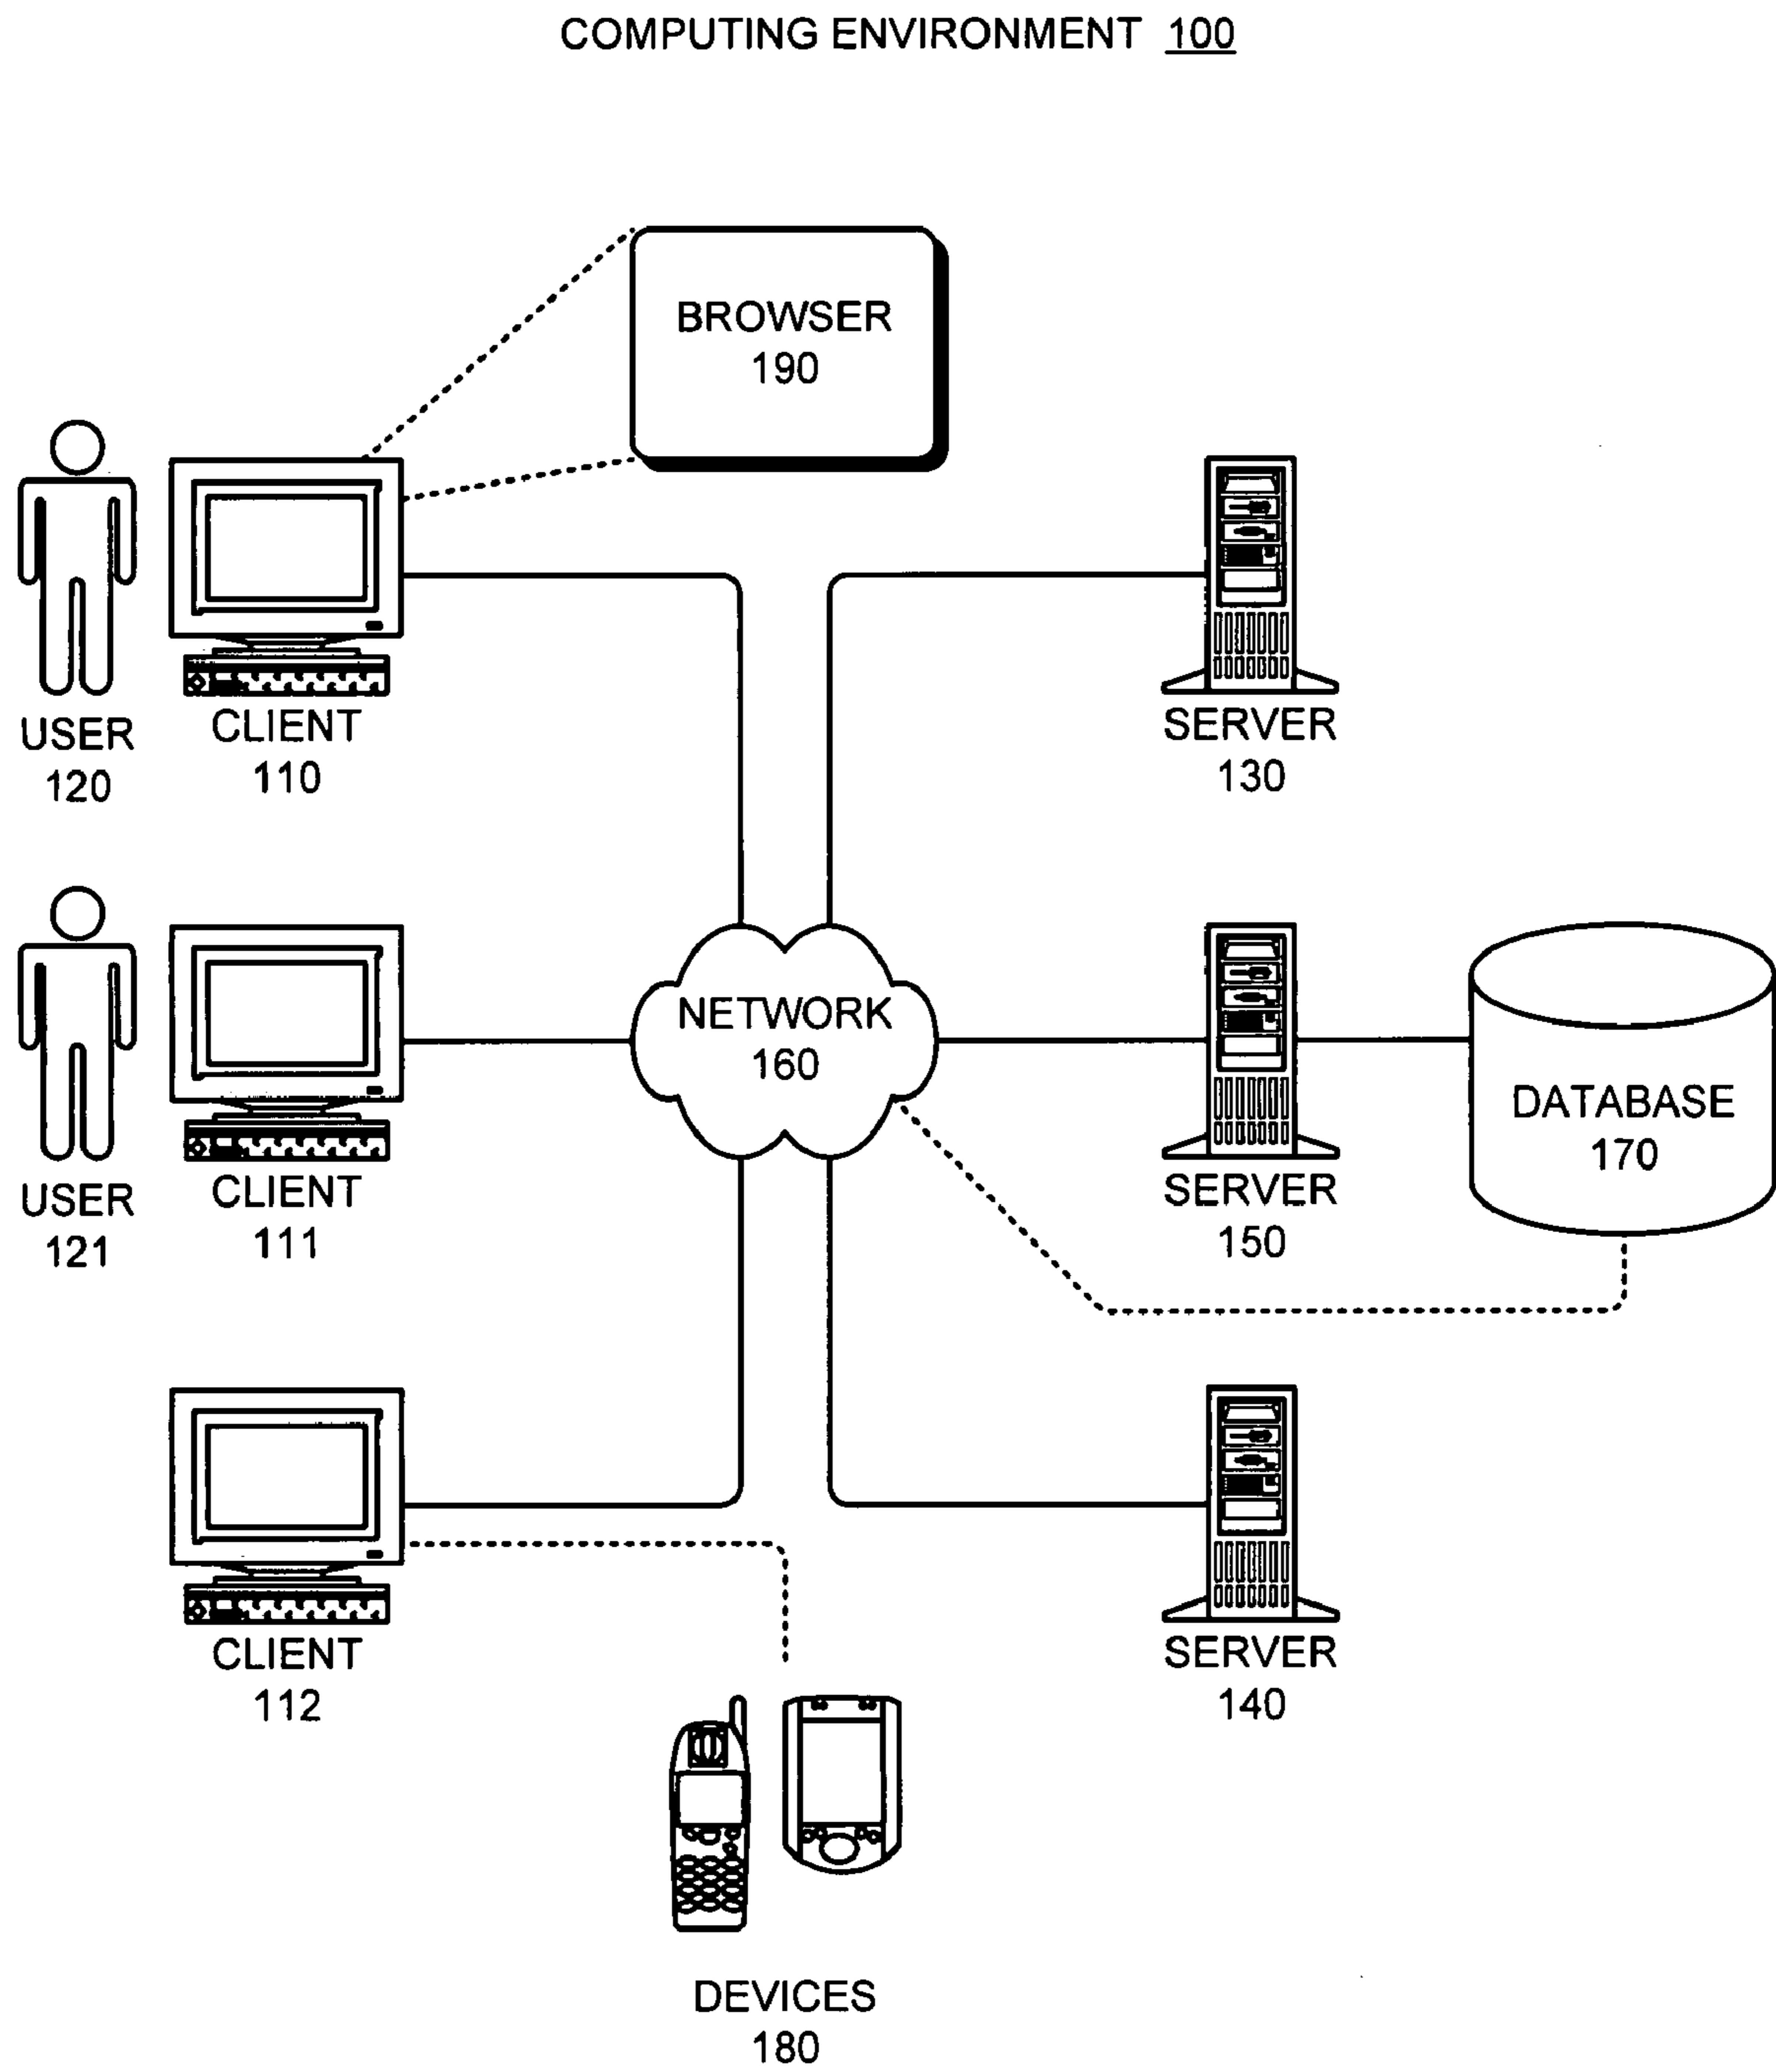 COMPUTING ENVIRONMENT 100
BROWSER
190
USER
120
CLIENT
110
SERVER
130
NETWORK
160
USER
121
CLIENT
111
SERVER
150
DATABASE
170
CLIENT
112
SERVER
140
DEVICES
180